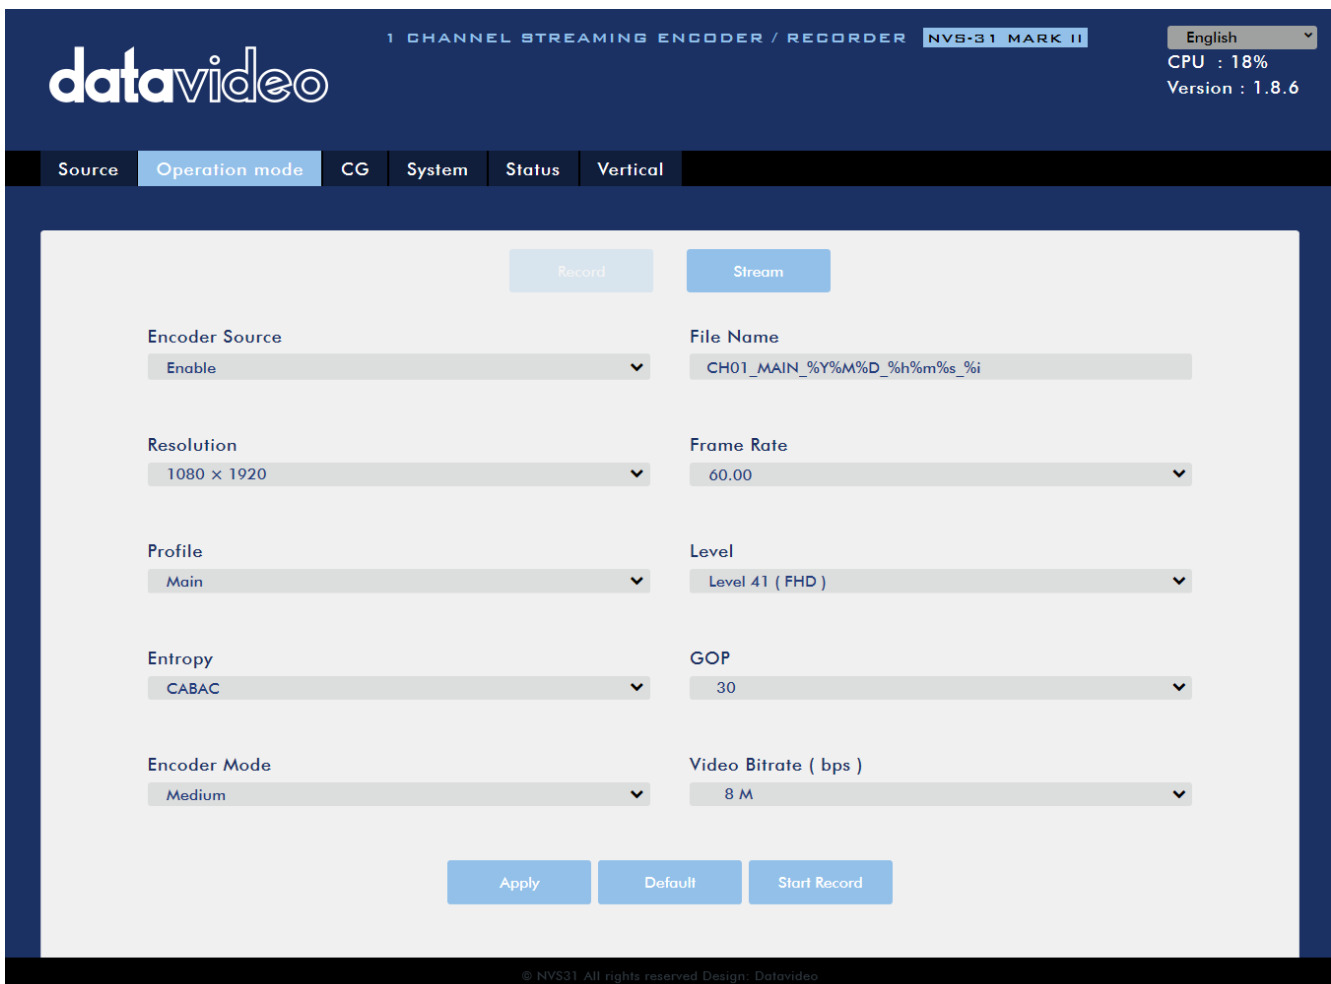 1 CHANNEL STREAMING ENCODER / RECORDER NVS-31 MARK II
English
datavideo
CPU : 18%
Version : 1.8.6
Source Operation mode CG System Status Vertical
Record Stream
Encoder Source File Name
Enable CH01_MAIN_%Y%M%D_%h%m%s_%i
Resolution Frame Rate
1080 × 1920 60.00
Profile Level
Main Level 41 ( FHD )
Entropy GOP
CABAC 30
Encoder Mode Video Bitrate ( bps )
Medium 8 M
Apply Default Start Record
© NVS31 All rights reserved Design: Datavideo